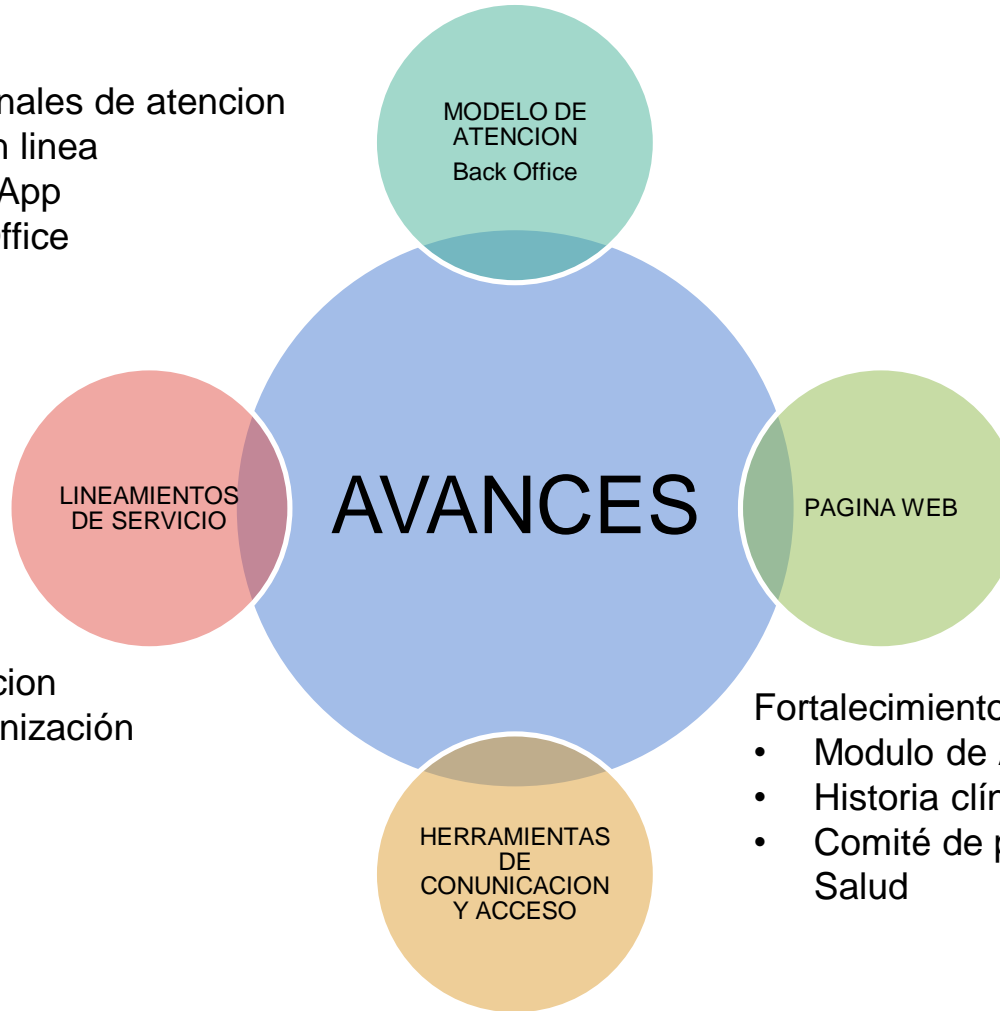 nales de atencion
linea
App
ffice
MODELO DE
ATENCION
Back Office
LINEAMIENTOS
DE SERVICIO
AVANCES
PAGINA WEB
cion
nización
Fortalecimiento
• Modulo de
• Historia clín
• Comité de p
Salud
HERRAMIENTAS
DE
CONUNICACION
Y ACCESO